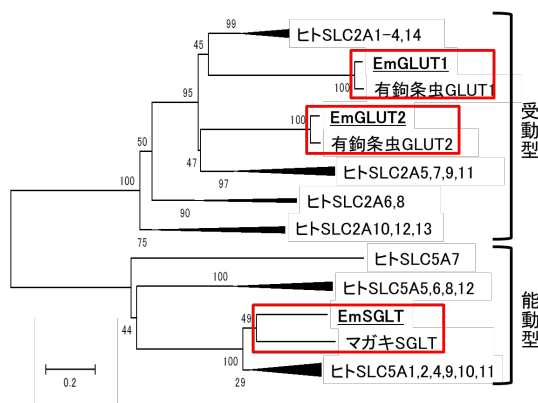 99
ヒトSLC2A1-4,14
45
EmGLUT1
100
有鉤条虫GLUT1
95
EmGLUT2
100
有鉤条虫GLUT2
50
47
ヒトSLC2A5,7,9,11
97
100
ヒトSLC2A6,8
90
ヒトSLC2A10,12,13
受動型
75
ヒトSLC5A7
100
ヒトSLC5A5,6,8,12
44
EmSGLT
49
マガキSGLT
100
ヒトSLC5A1,2,4,9,10,11
29
能動型
0.2